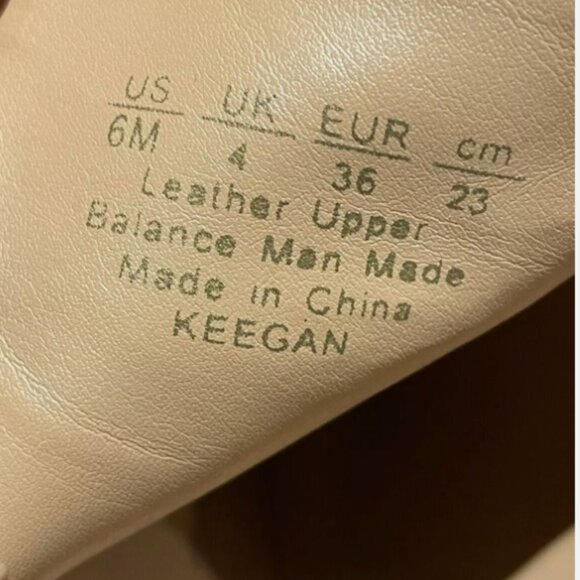 US UK EUR cm
6M 4 36 23
Leather Upper
Balance Man Made
Made in China
KEEGAN